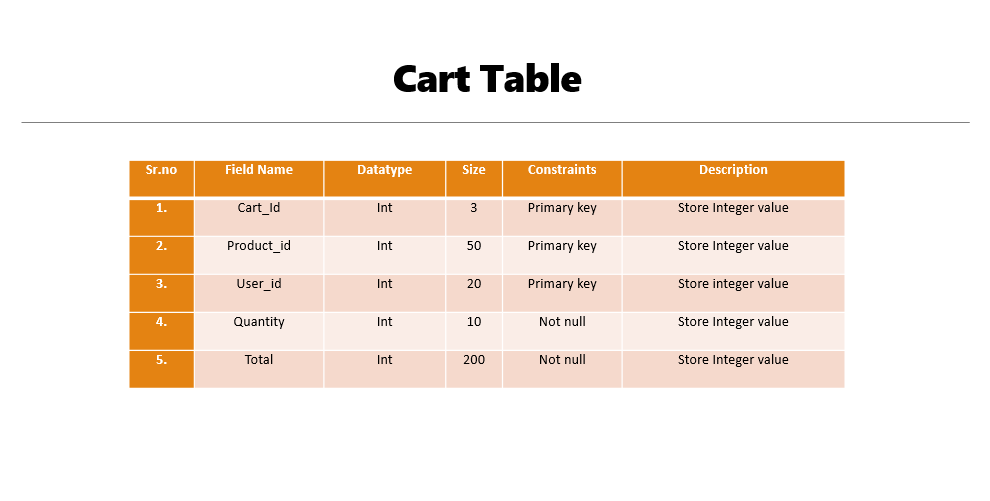 Cart Table
Sr.no Field Name Datatype Size Constraints Description
1. Cart_Id Int 3 Primary key Store Integer value
2. Product_id Int 50 Primary key Store Integer value
3. User_id Int 20 Primary key Store integer value
4. Quantity Int 10 Not null Store Integer value
5. Total Int 200 Not null Store Integer value